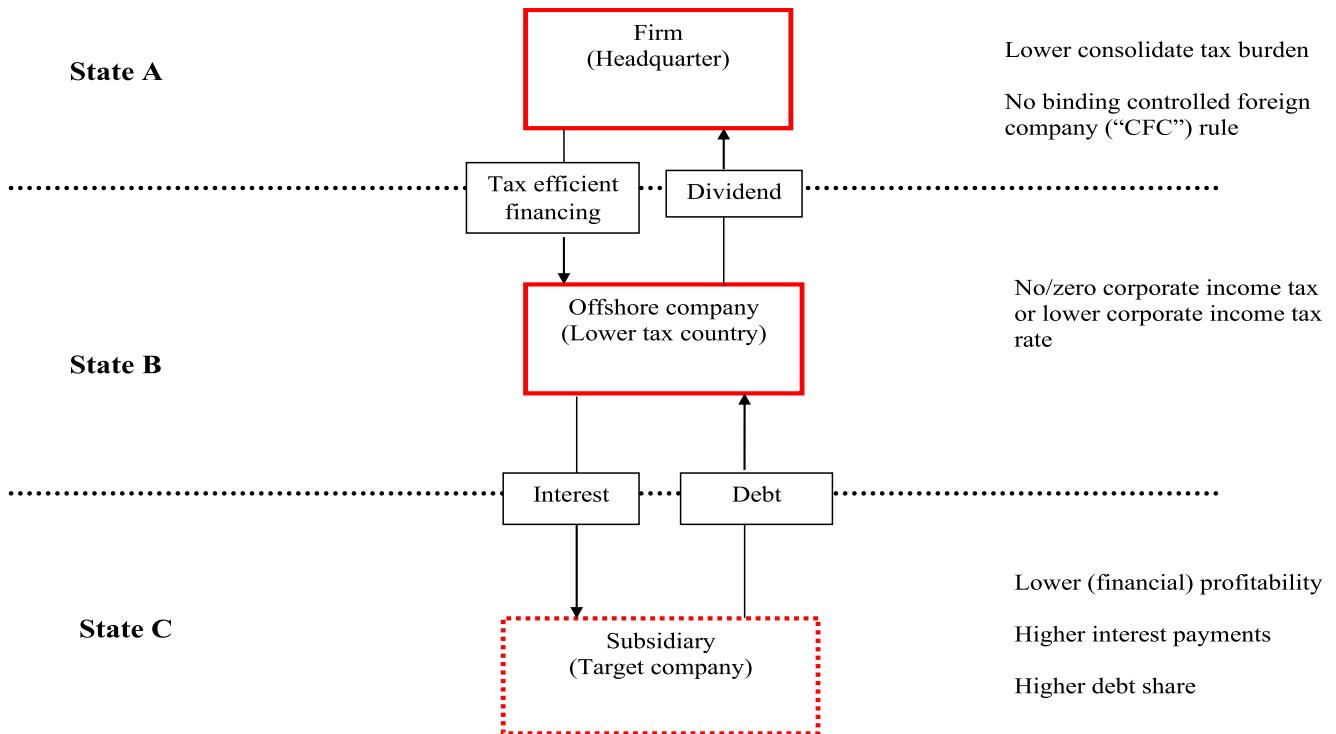 State A
Firm
(Headquarter)
Lower consolidate tax burden
No binding controlled foreign
company (“CFC”) rule
Tax efficient
financing
Dividend
State B
Offshore company
(Lower tax country)
No/zero corporate income tax
or lower corporate income tax
rate
Interest
Debt
State C
Subsidiary
(Target company)
Lower (financial) profitability
Higher interest payments
Higher debt share